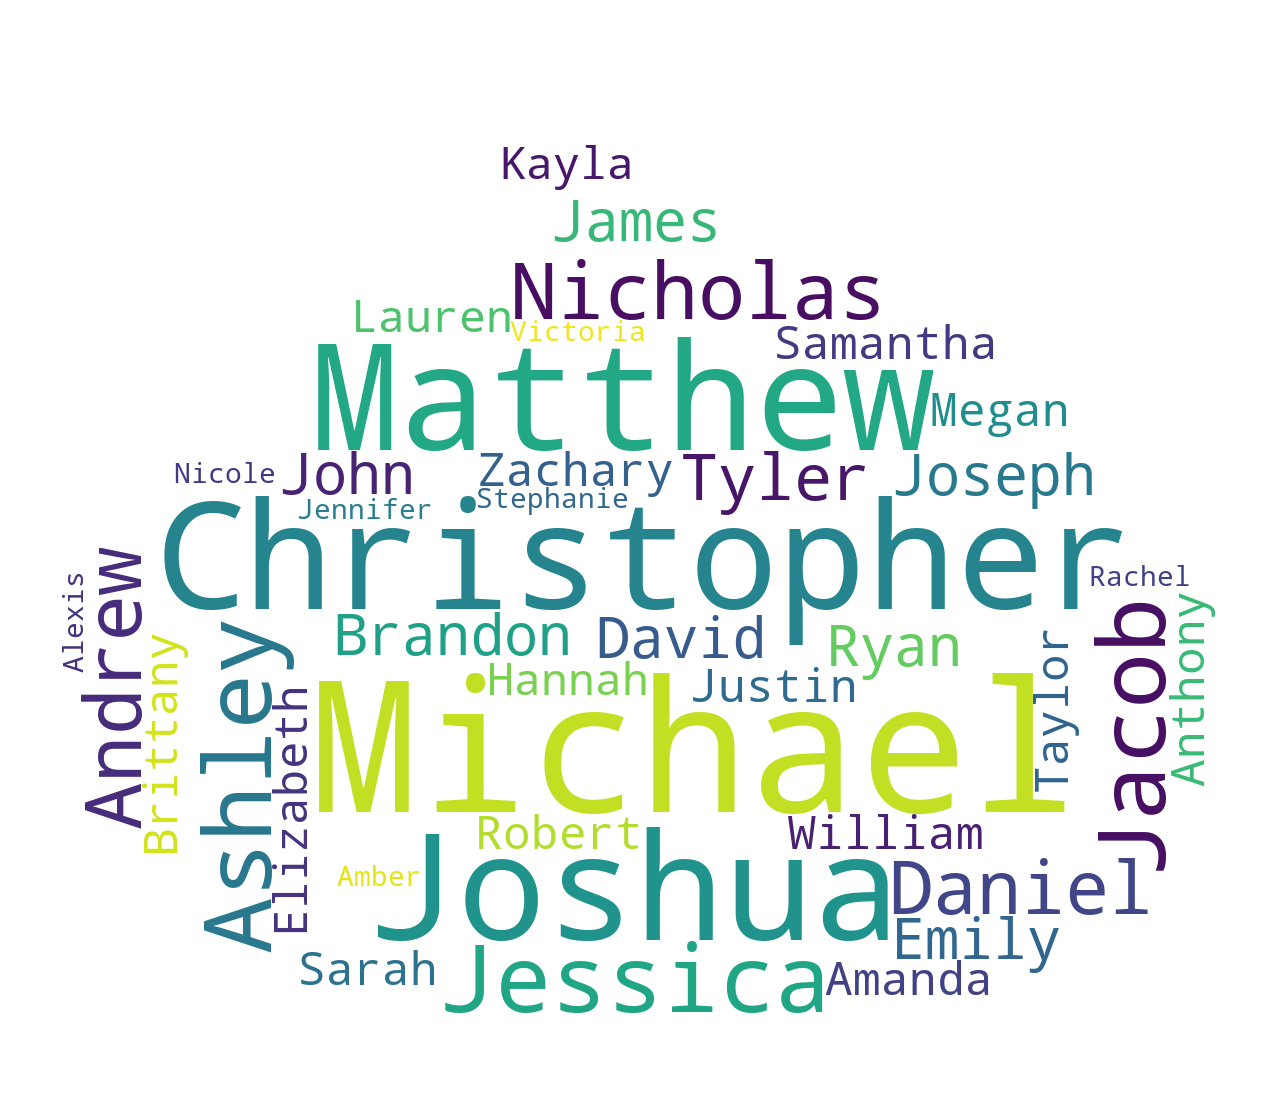 Kayla
James
Nicholas
Lauren
Victoria
Samantha
Matthew
Megan
Nicole
John
Zachary
Tyler
Joseph
Jennifer
Stephanie
Christopher
Rachel
Alexis
Andrew
Brittany
Ashley
Elizabeth
Brandon
David
Ryan
Hannah
Justin
Taylor
Jacob
Anthony
Michael
Robert
William
Amber
Joshua
Daniel
Emily
Sarah
Jessica
Amanda